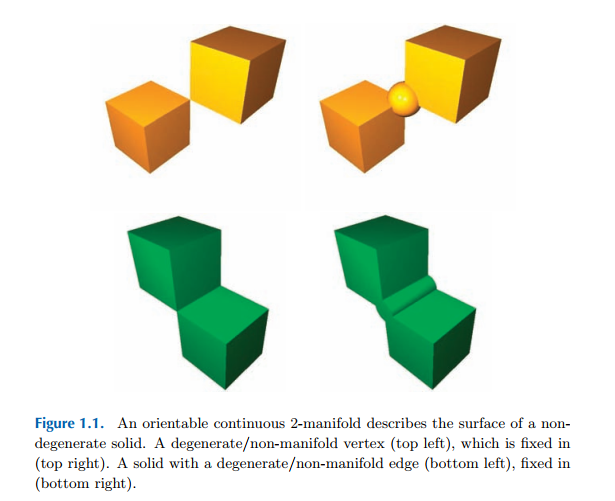 Figure 1.1. An orientable continuous 2-manifold describes the surface of a non-
degenerate solid. A degenerate/non-manifold vertex (top left), which is fixed in
(top right). A solid with a degenerate/non-manifold edge (bottom left), fixed in
(bottom right).